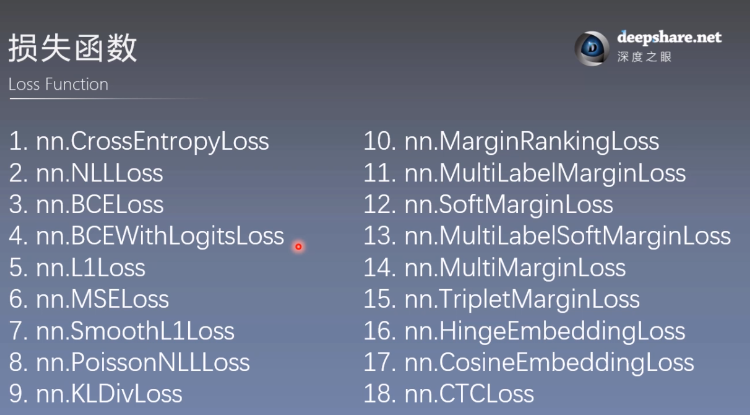 损失函数
Loss Function
deepshare.net
深度之眼
1. nn.CrossEntropyLoss
2. nn.NLLLoss
3. nn.BCELoss
4. nn.BCEWithLogitsLoss
5. nn.L1Loss
6. nn.MSELoss
7. nn.SmoothL1Loss
8. nn.PoissonNLLLoss
9. nn.KLDivLoss
10. nn.MarginRankingLoss
11. nn.MultiLabelMarginLoss
12. nn.SoftMarginLoss
13. nn.MultiLabelSoftMarginLoss
14. nn.MultiMarginLoss
15. nn.TripletMarginLoss
16. nn.HingeEmbeddingLoss
17. nn.CosineEmbeddingLoss
18. nn.CTCLoss